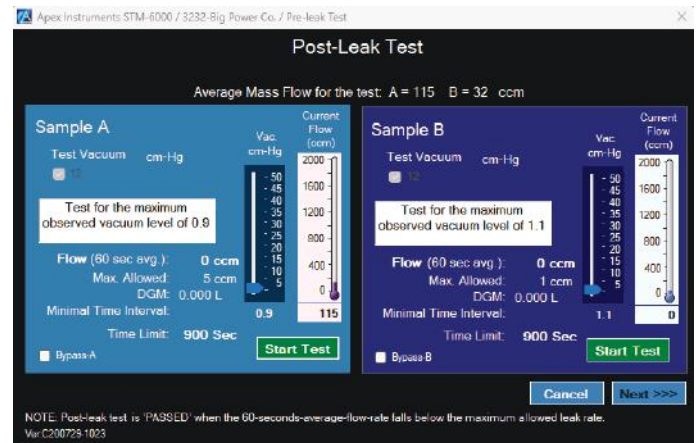 Apex Instruments STM-6000 / 3232-Big Power Co. / Pre-leak Test
Post-Leak Test
Average Mass Flow for the test: A = 115 B = 32 ccm
Sample A
Test Vacuum cm-Hg
12
Test for the maximum
observed vacuum level of 0.9
Flow (60 sec avg.): 0 ccm
Max. Allowed: 5 ccm
DGM: 0.000 L
Minimal Time Interval:
Time Limit: 900 Sec
Bypass-A
Vac.
cm-Hg
50
45
40
35
30
25
20
15
10
5
0.9
Current
Flow
(ccm)
2000
1600
1200
800
400
0
115
Start Test
Sample B
Test Vacuum cm-Hg
12
Test for the maximum
observed vacuum level of 1.1
Flow (60 sec avg.): 0 ccm
Max. Allowed: 1 ccm
DGM: 0.000 L
Minimal Time Interval:
Time Limit: 900 Sec
Bypass-B
Vac.
cm-Hg
50
45
40
35
30
25
20
15
10
5
1.1
Current
Flow
(ccm)
2000
1600
1200
800
400
0
0
Start Test
Cancel Next >>>
NOTE: Post-leak test is 'PASSED' when the 60-seconds-average-flow-rate falls below the maximum allowed leak rate.
Ver:C200729-1023